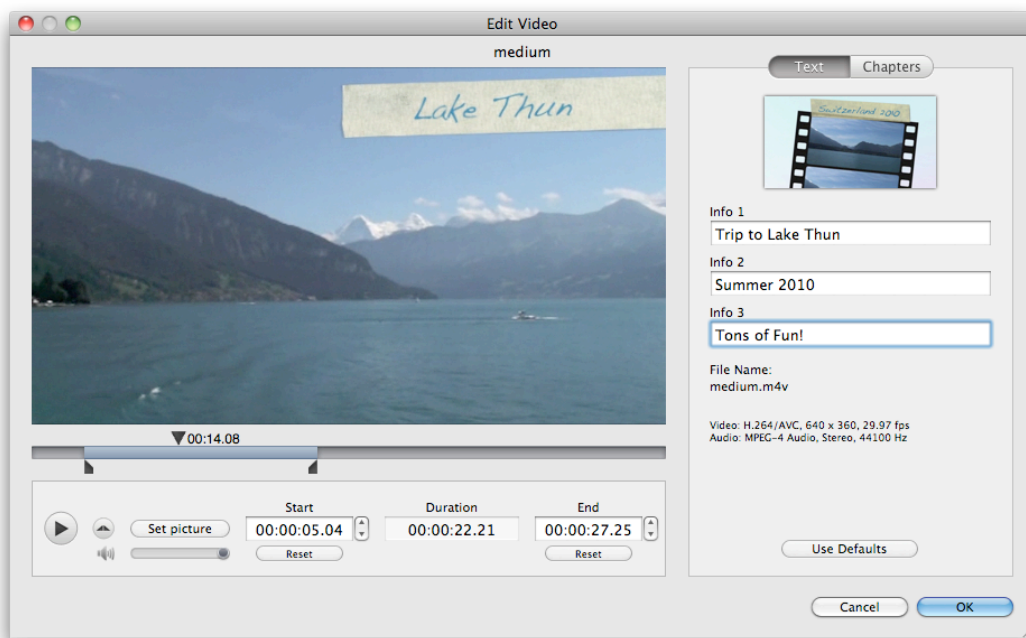 Edit Video
medium
Lake Thun
00:14.08
Set picture
Start
00:00:05.04
Reset
Duration
00:00:22.21
End
00:00:27.25
Reset
Text
Chapters
Switzerland 2010
Info 1
Trip to Lake Thun
Info 2
Summer 2010
Info 3
Tons of Fun!
File Name:
medium.m4v
Video: H.264/AVC, 640 x 360, 29.97 fps
Audio: MPEG-4 Audio, Stereo, 44100 Hz
Use Defaults
Cancel
OK